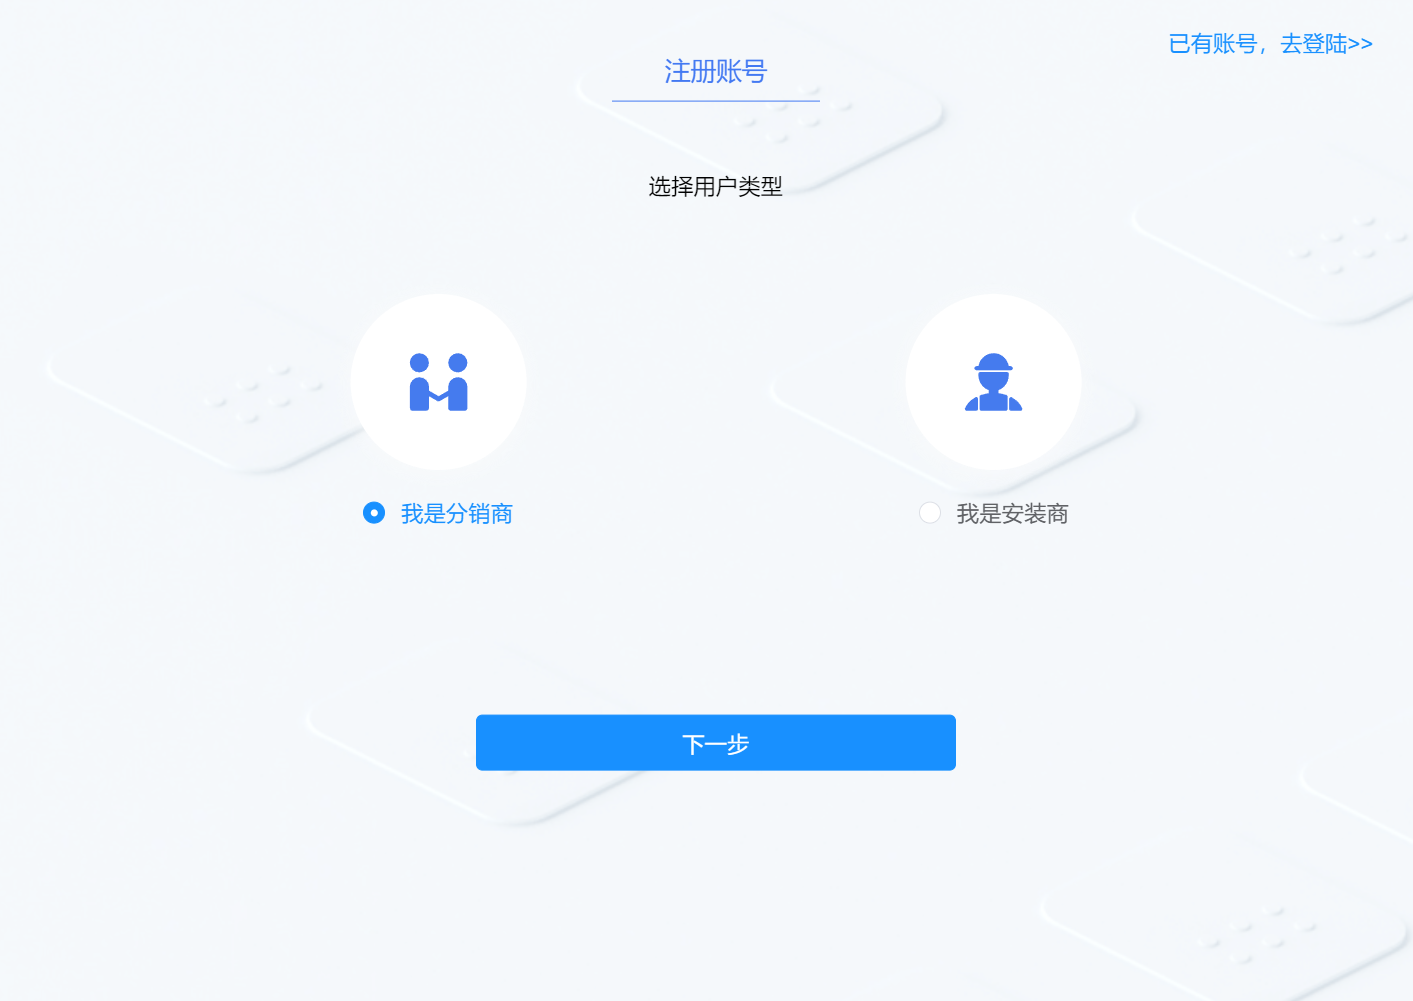 已有账号，去登陆>>
注册账号
选择用户类型
我是分销商
我是安装商
下一步